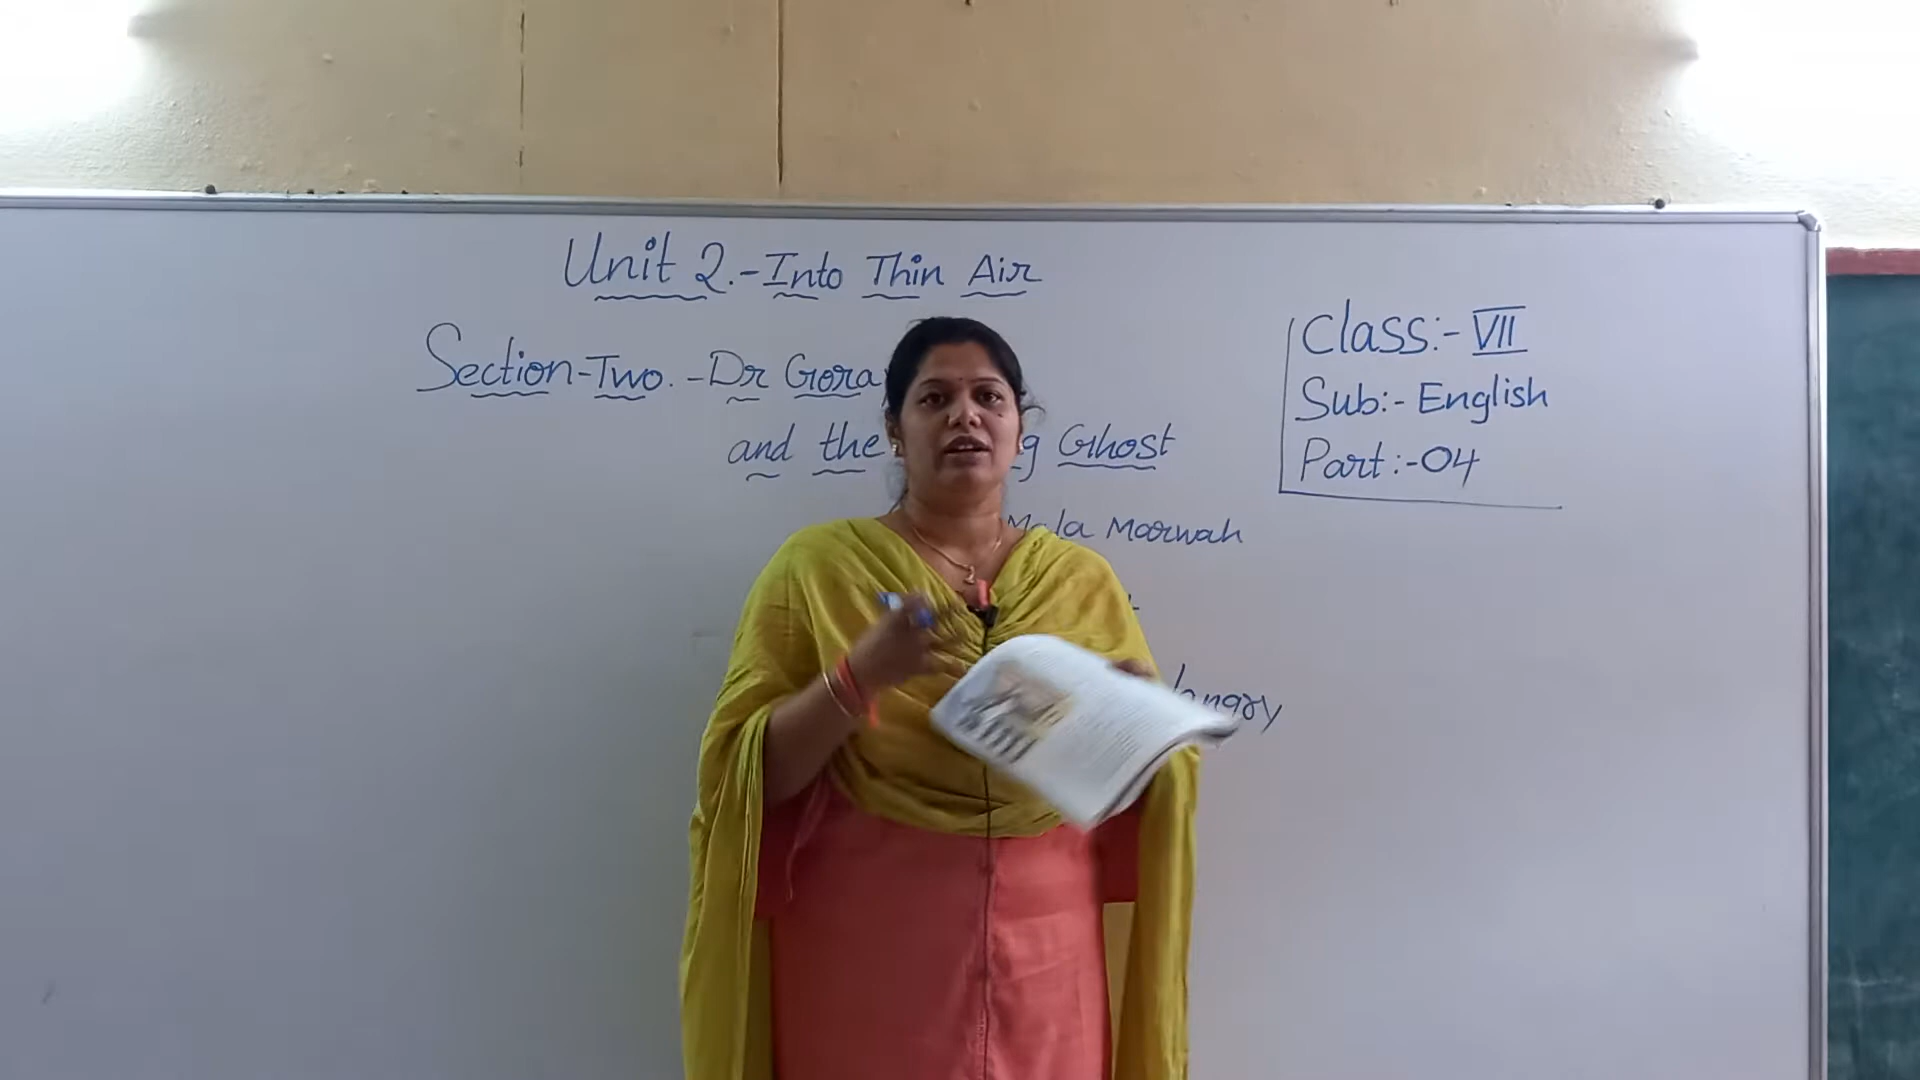 Unit 2.-Into Thin Air
Section-Two. -Dr Gora
and the g Ghost
Mala Marwah
Class:- VII
Sub:- English
Part:-04